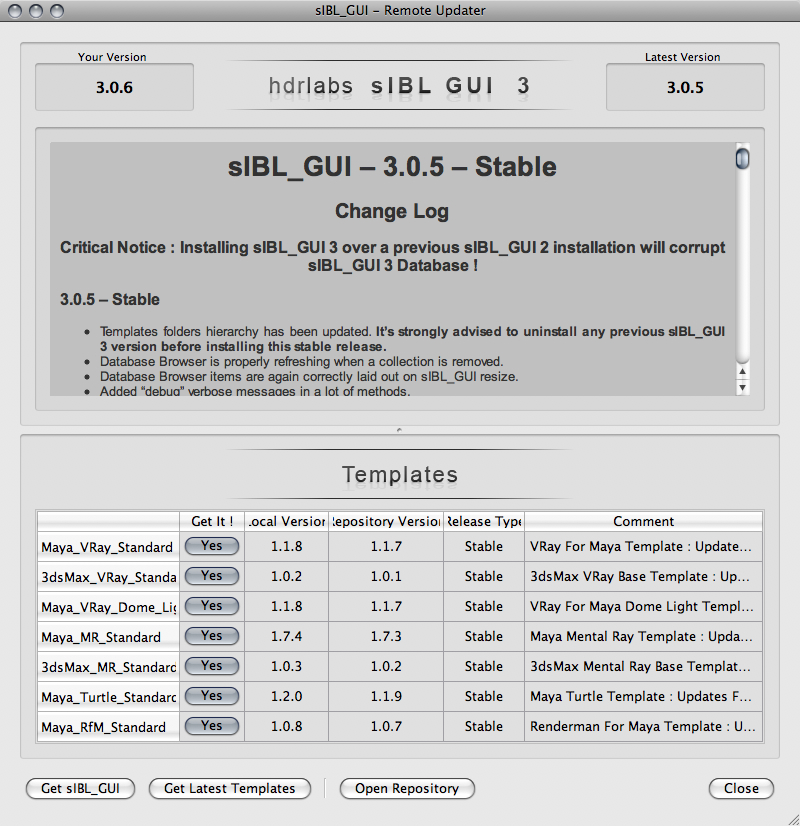 sIBL_GUI – Remote Updater
Your Version
3.0.6
hdrlabs sIBL GUI 3
Latest Version
3.0.5
sIBL_GUI – 3.0.5 – Stable
Change Log
Critical Notice : Installing sIBL_GUI 3 over a previous sIBL_GUI 2 installation will corrupt
sIBL_GUI 3 Database !
3.0.5 – Stable
• Templates folders hierarchy has been updated. It's strongly advised to uninstall any previous sIBL_GUI
3 version before installing this stable release.
• Database Browser is properly refreshing when a collection is removed.
• Database Browser items are again correctly laid out on sIBL_GUI resize.
• Added “debug” verbose messages in a lot of methods.
Templates
Get It ! Local Version Repository Version Release Type Comment
Maya_VRay_Standard Yes 1.1.8 1.1.7 Stable VRay For Maya Template : Update...
3dsMax_VRay_Standa Yes 1.0.2 1.0.1 Stable 3dsMax VRay Base Template : Up...
Maya_VRay_Dome_Lig Yes 1.1.8 1.1.7 Stable VRay For Maya Dome Light Templ...
Maya_MR_Standard Yes 1.7.4 1.7.3 Stable Maya Mental Ray Template : Upda...
3dsMax_MR_Standard Yes 1.0.3 1.0.2 Stable 3dsMax Mental Ray Base Templat...
Maya_Turtle_Standard Yes 1.2.0 1.1.9 Stable Maya Turtle Template : Updates F...
Maya_RfM_Standard Yes 1.0.8 1.0.7 Stable Renderman For Maya Template : U...
Get sIBL_GUI Get Latest Templates Open Repository Close